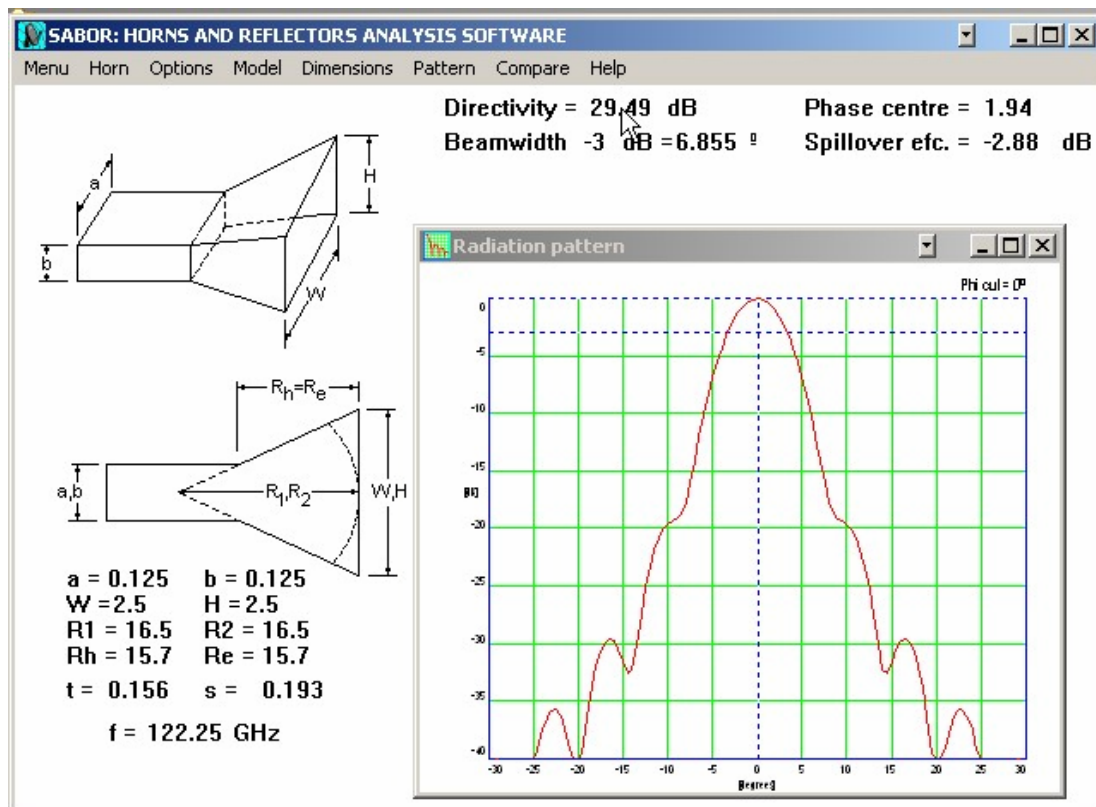 SABOR: HORNS AND REFLECTORS ANALYSIS SOFTWARE
Menu Horn Options Model Dimensions Pattern Compare Help
Directivity = 29.49 dB Phase centre = 1.94
Beamwidth -3 dB =6.855 º Spillover efc. = -2.88 dB
a
H
b
W
Rh=Re
a,b
R1,R2
W,H
a = 0.125 b = 0.125
W =2.5 H = 2.5
R1 = 16.5 R2 = 16.5
Rh = 15.7 Re = 15.7
t = 0.156 s = 0.193
f = 122.25 GHz
Radiation pattern
Phi cut = 0º
0
-5
-10
-15
-20
-25
-30
-35
-40
-30 -25 -20 -15 -10 -5 0 5 10 15 20 25 30